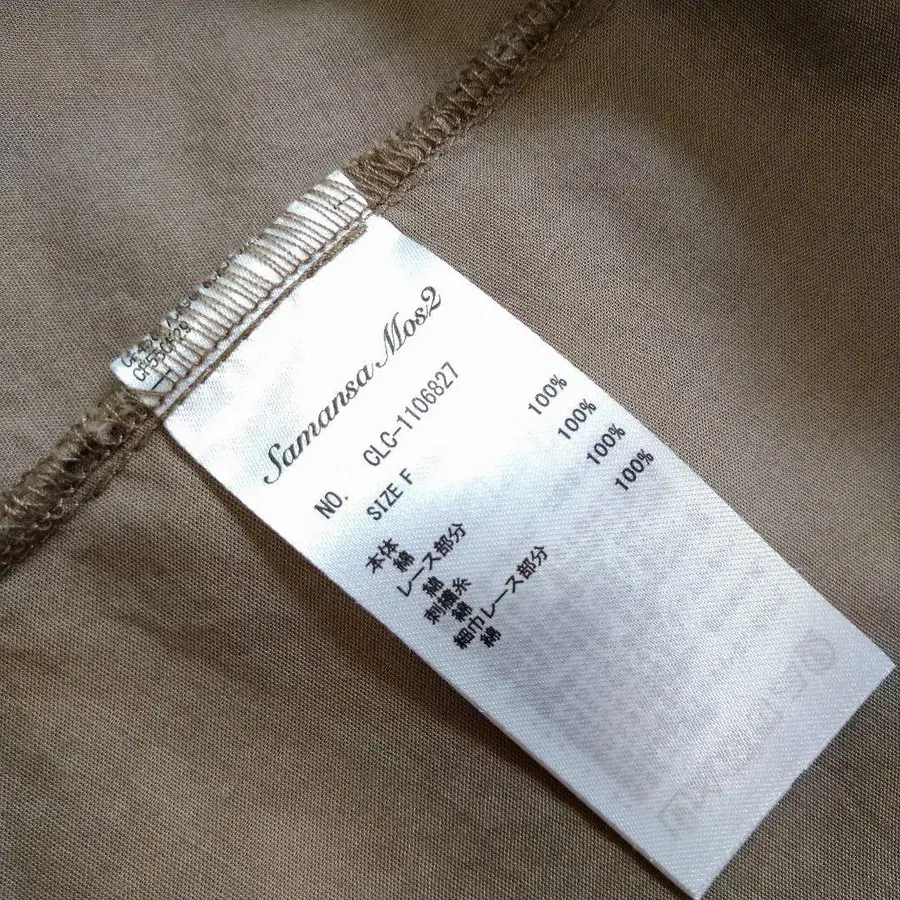 Samansa Mos2
NO. CLC-1106827
SIZE F
本体
綿 100%
レース部分
綿 100%
刺繍糸
綿 100%
細巾レース部分
綿 100%